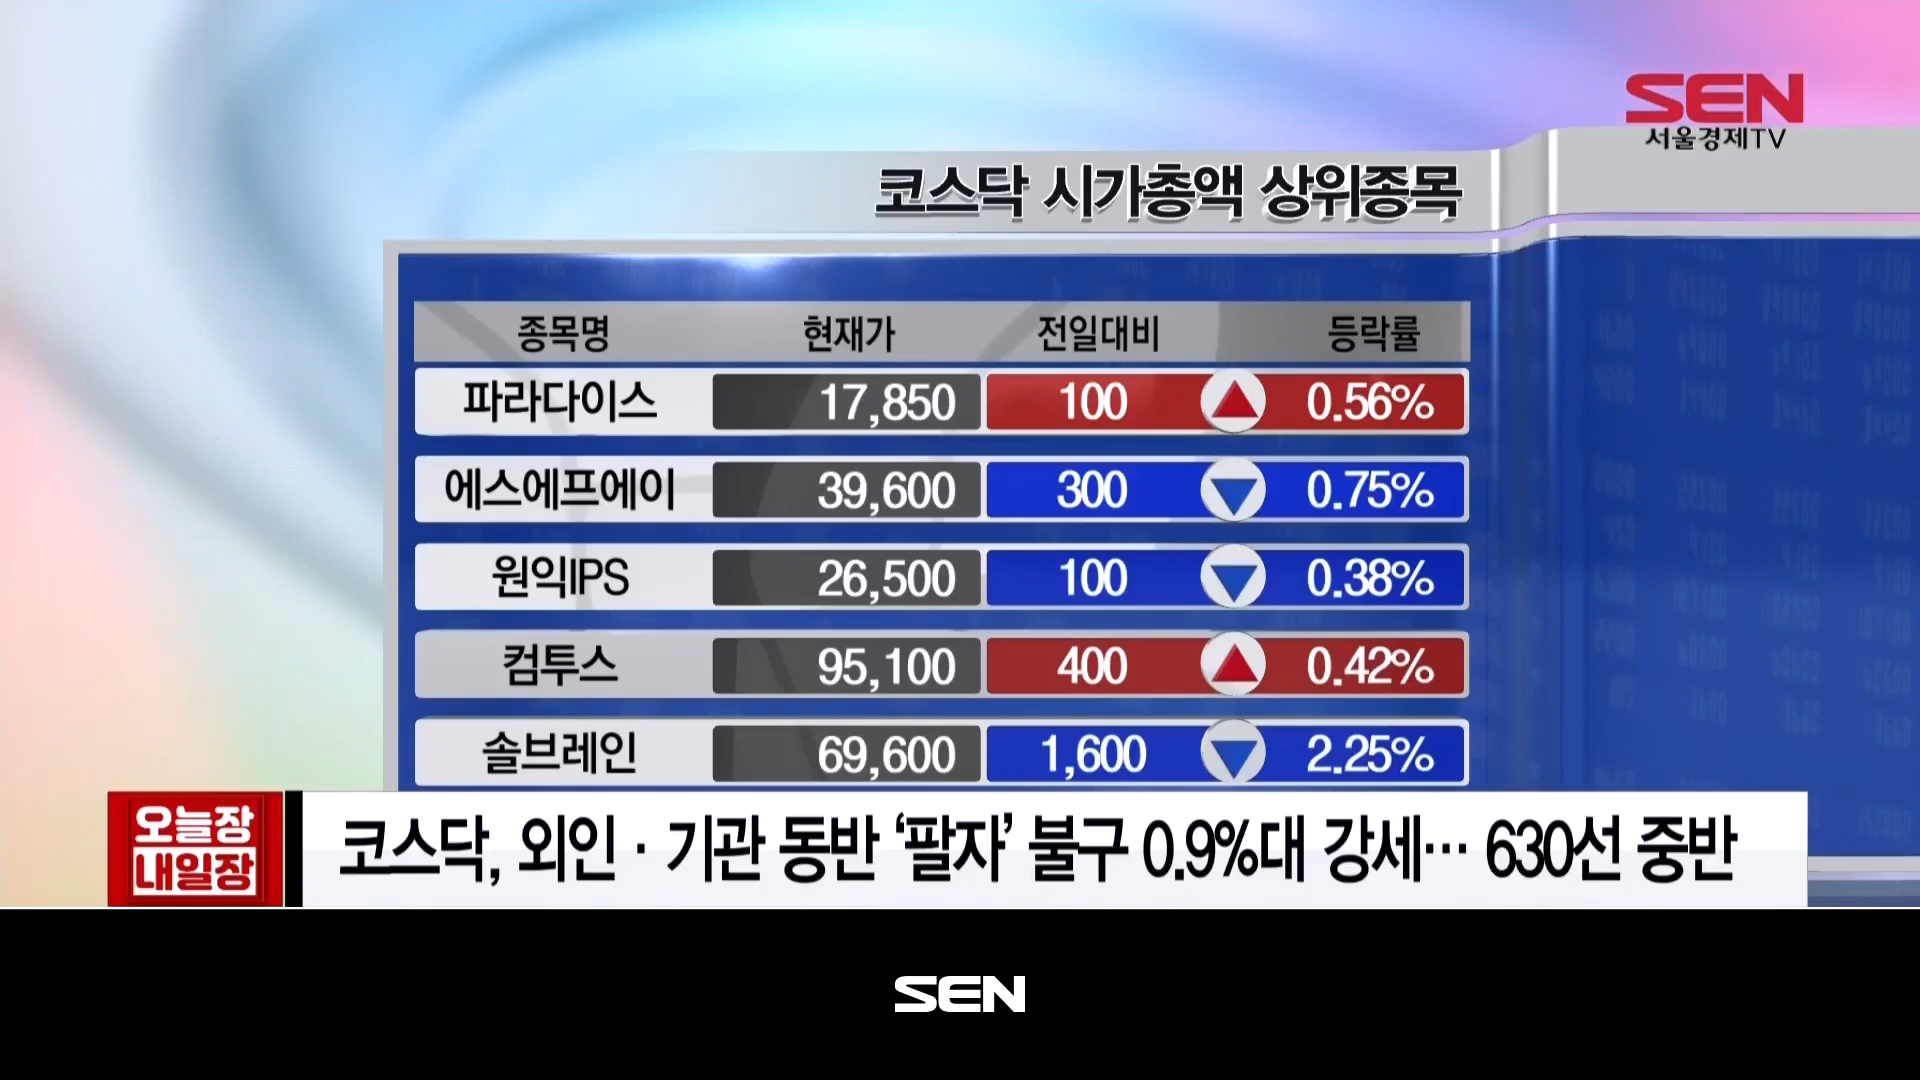 SEN
서울경제TV
코스닥 시가총액 상위종목
종목명 현재가 전일대비 등락률
파라다이스 17,850 100 ▲ 0.56%
에스에프에이 39,600 300 ▼ 0.75%
원익IPS 26,500 100 ▼ 0.38%
컴투스 95,100 400 ▲ 0.42%
솔브레인 69,600 1,600 ▼ 2.25%
오늘장
내일장
코스닥, 외인·기관 동반 ‘팔자’ 불구 0.9%대 강세… 630선 중반
SEN